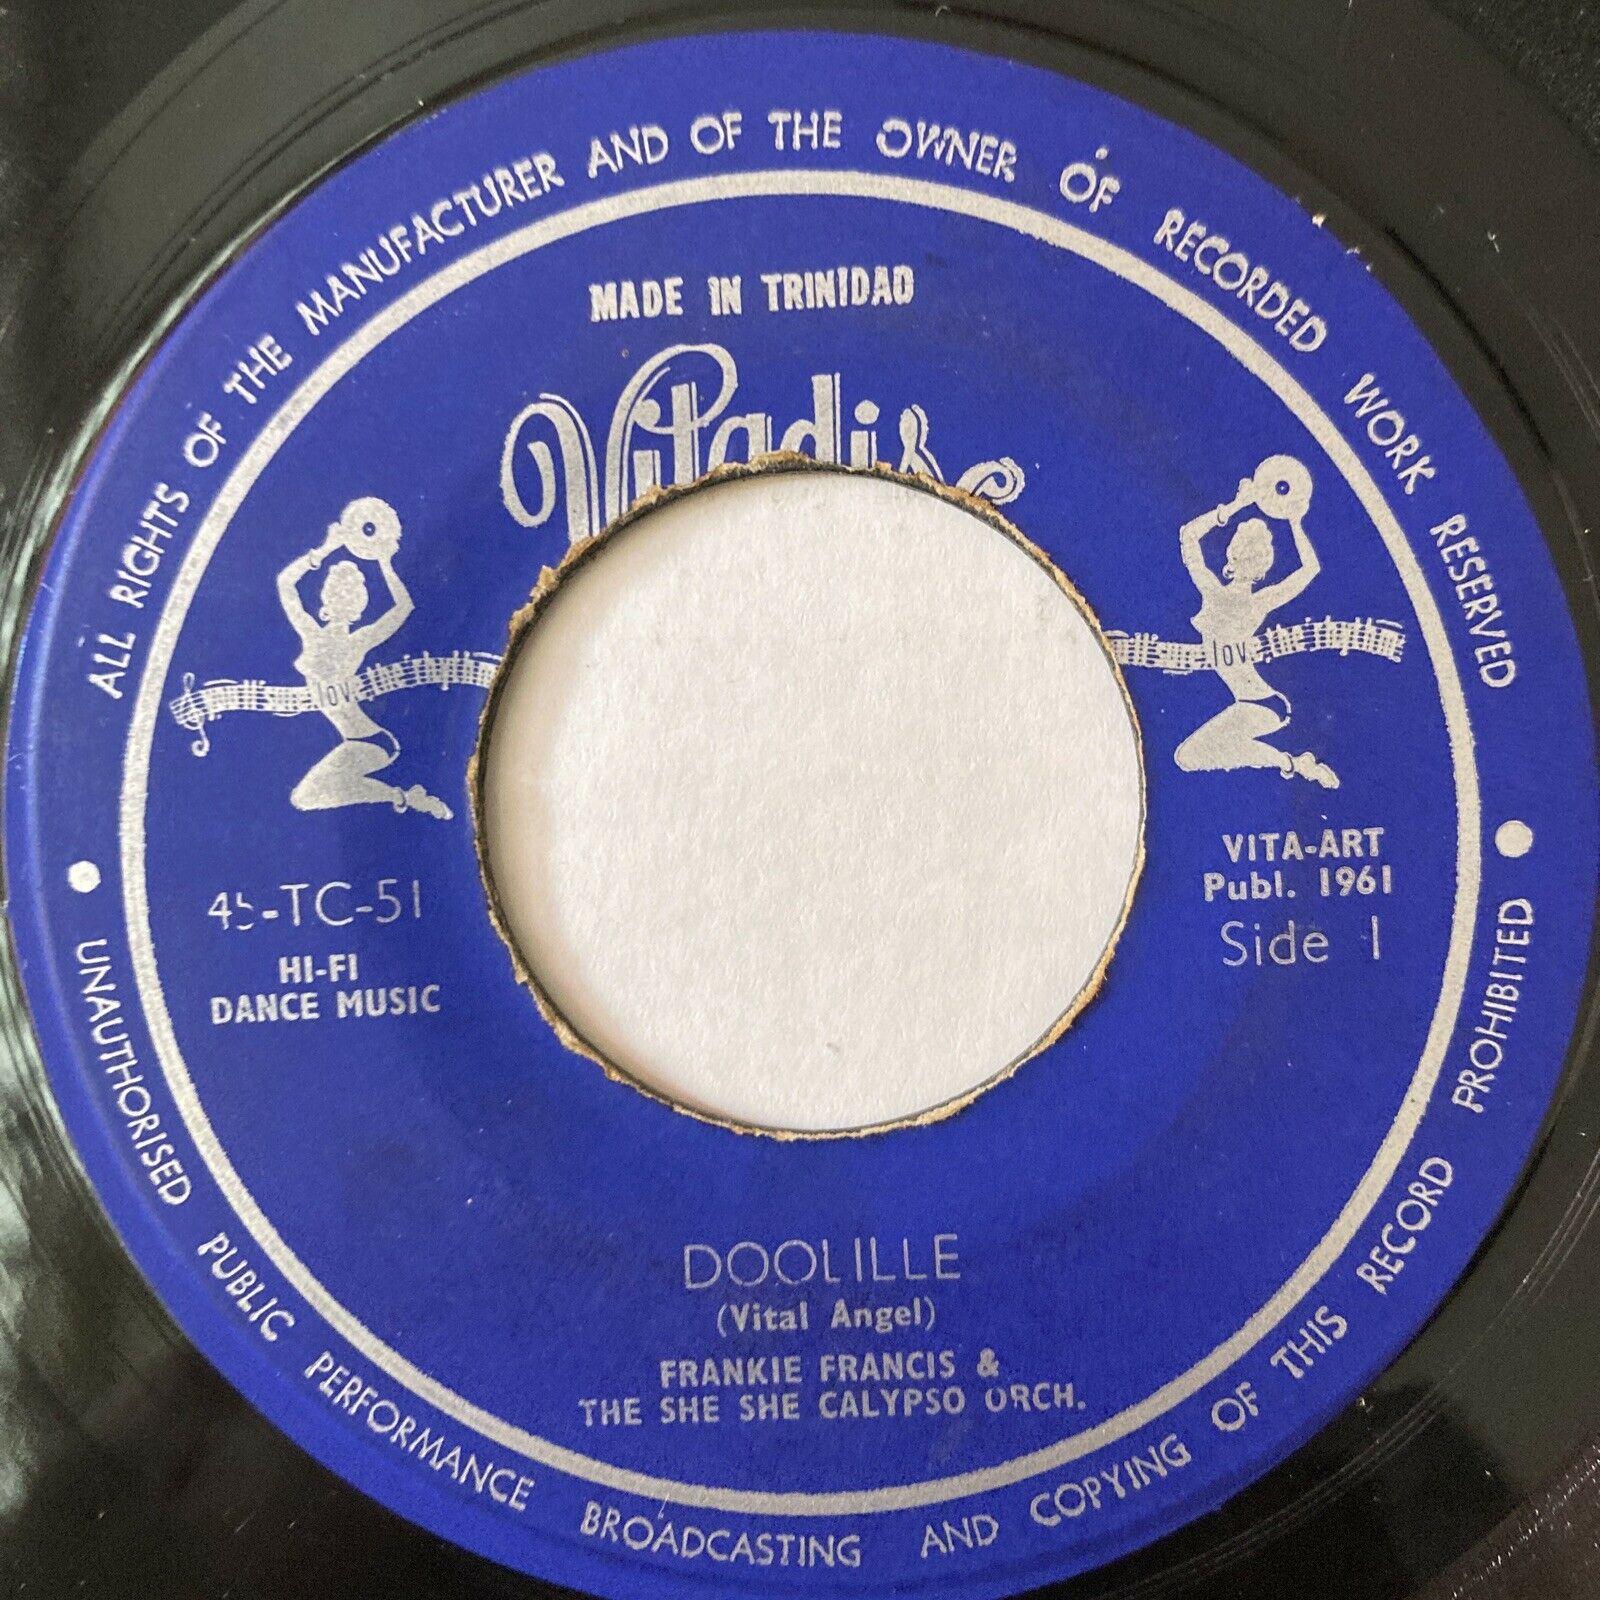 ALL RIGHTS OF THE MANUFACTURER AND OF THE OWNER OF RECORDED WORK RESERVED
MADE IN TRINIDAD
Vitadisc
lov
lov
45-TC-51
HI-FI
DANCE MUSIC
VITA-ART
Publ. 1961
Side 1
DOOLILLE
(Vital Angel)
FRANKIE FRANCIS &
THE SHE SHE CALYPSO ORCH.
UNAUTHORISED PUBLIC PERFORMANCE BROADCASTING AND COPYING OF THIS RECORD PROHIBITED